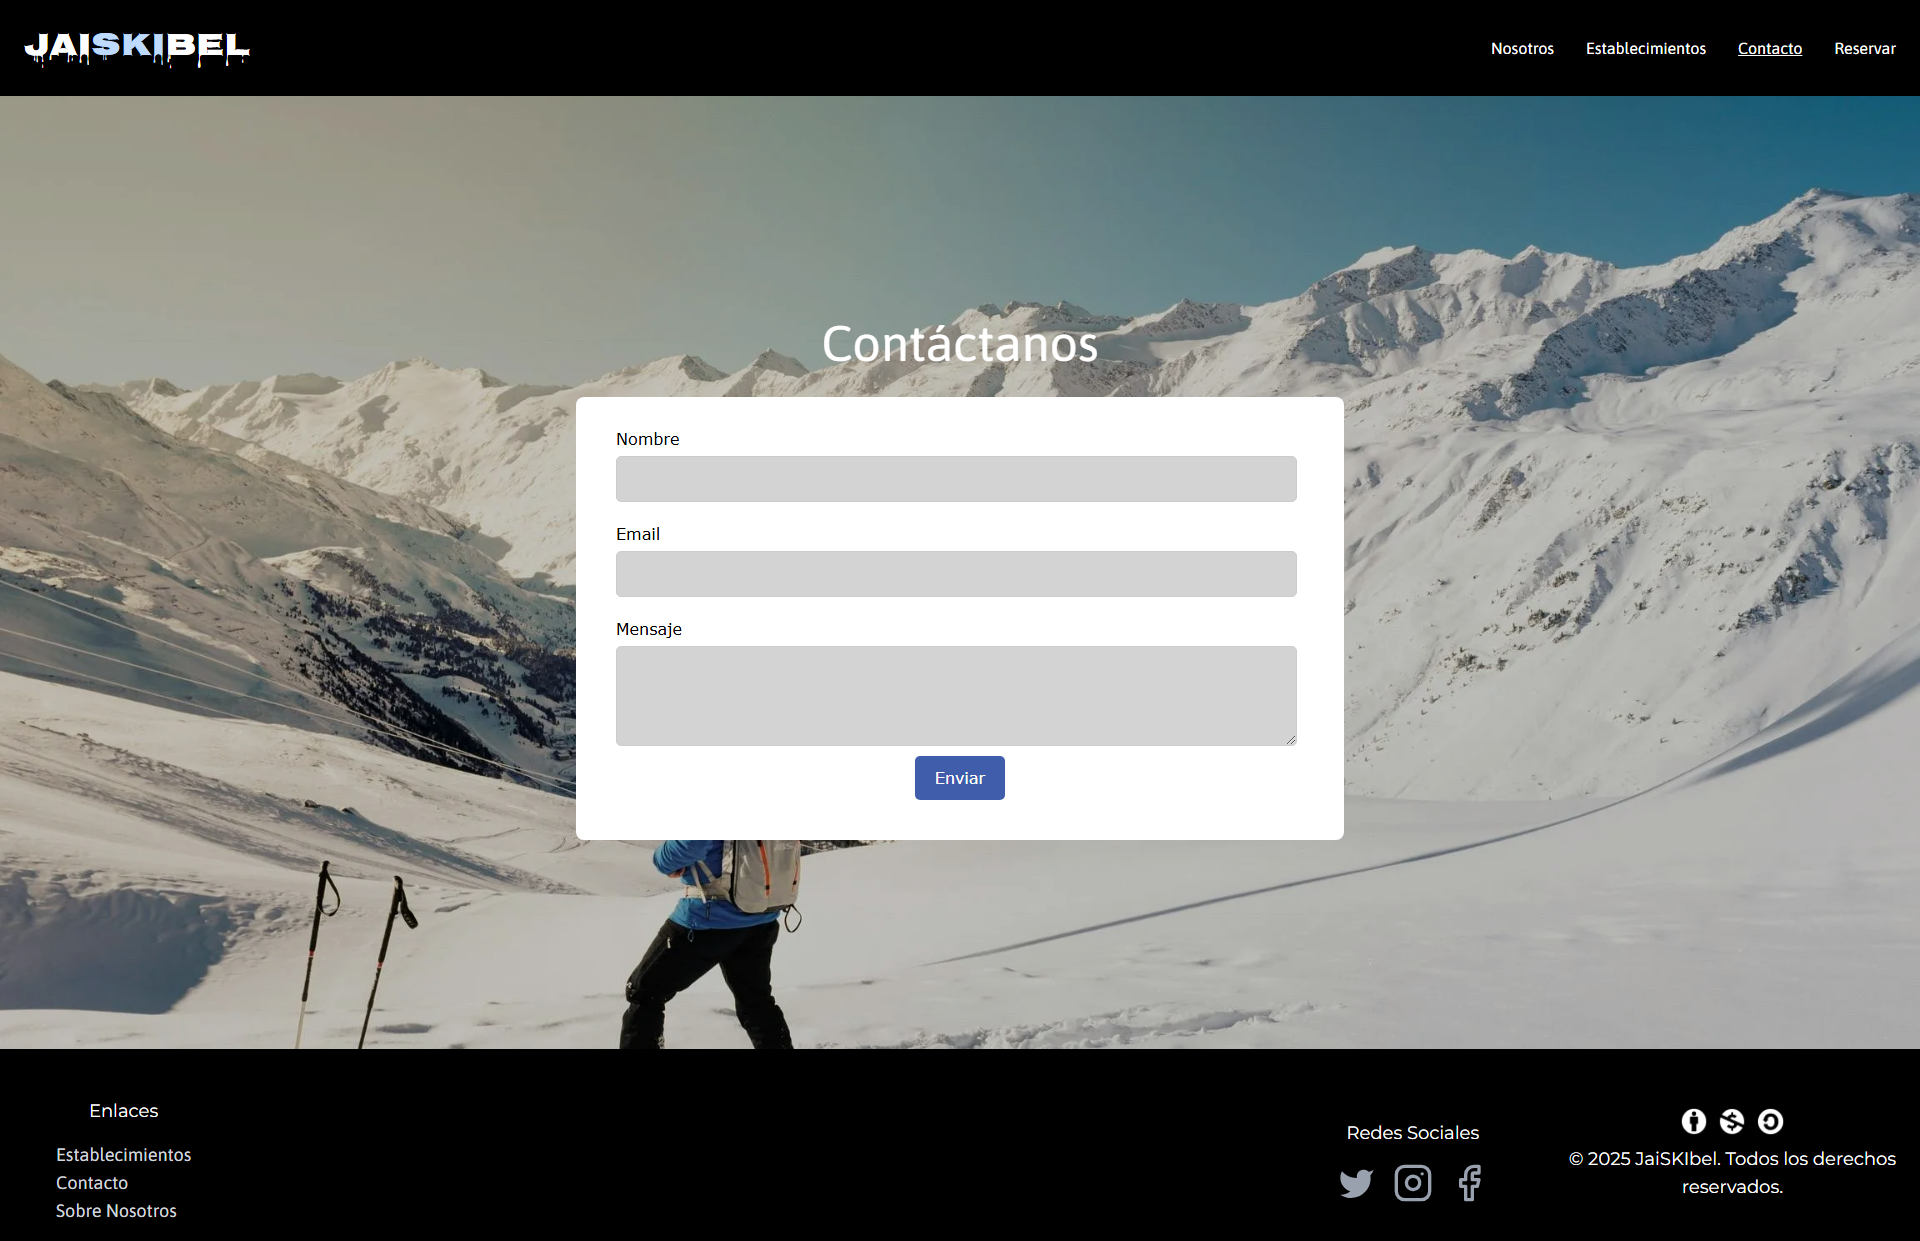 JAISKIBEL
Nosotros
Establecimientos
Contacto
Reservar
Contáctanos
Nombre
Email
Mensaje
Enviar
Enlaces
Establecimientos
Contacto
Sobre Nosotros
Redes Sociales
© 2025 JaiSKIbel. Todos los derechos
reservados.